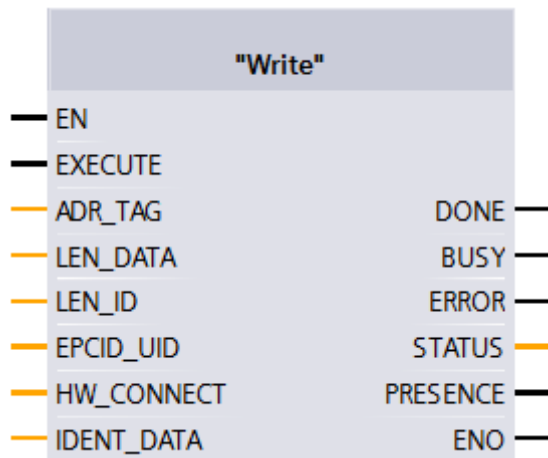 "Write"
EN
EXECUTE
ADR_TAG DONE
LEN_DATA BUSY
LEN_ID ERROR
EPCID_UID STATUS
HW_CONNECT PRESENCE
IDENT_DATA ENO